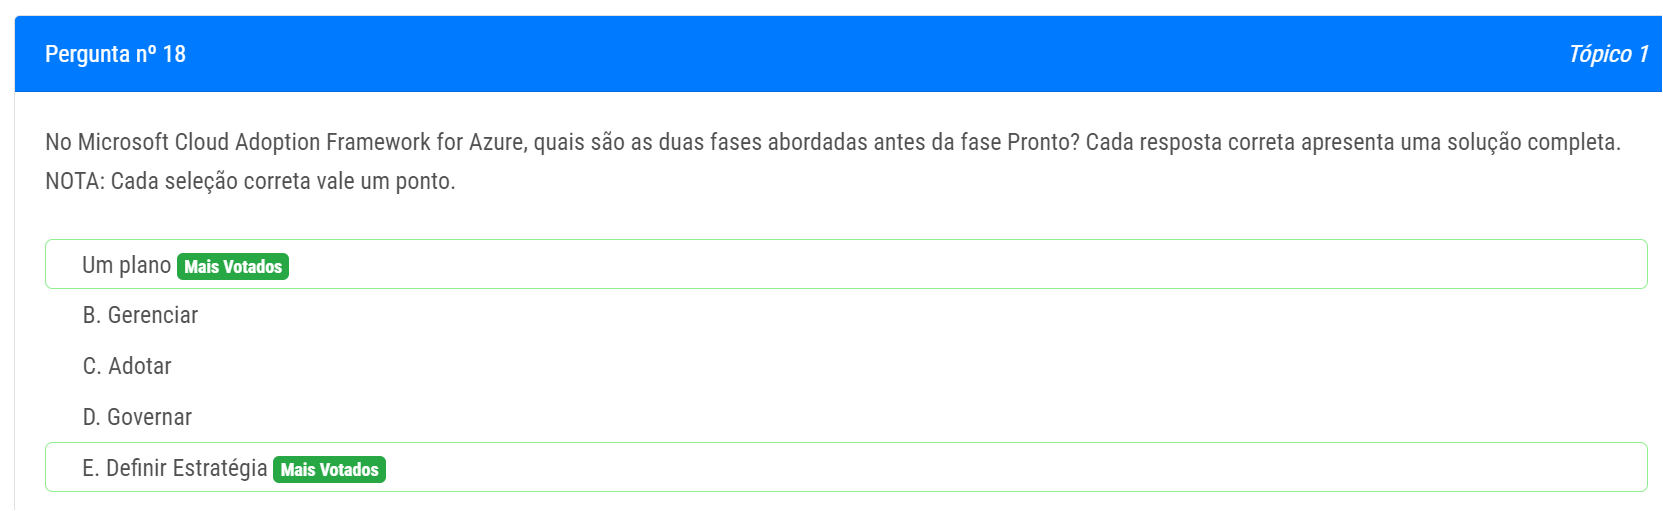 Pergunta nº 18
Tópico 1
No Microsoft Cloud Adoption Framework for Azure, quais são as duas fases abordadas antes da fase Pronto? Cada resposta correta apresenta uma solução completa.
NOTA: Cada seleção correta vale um ponto.
Um plano Mais Votados
B. Gerenciar
C. Adotar
D. Governar
E. Definir Estratégia Mais Votados